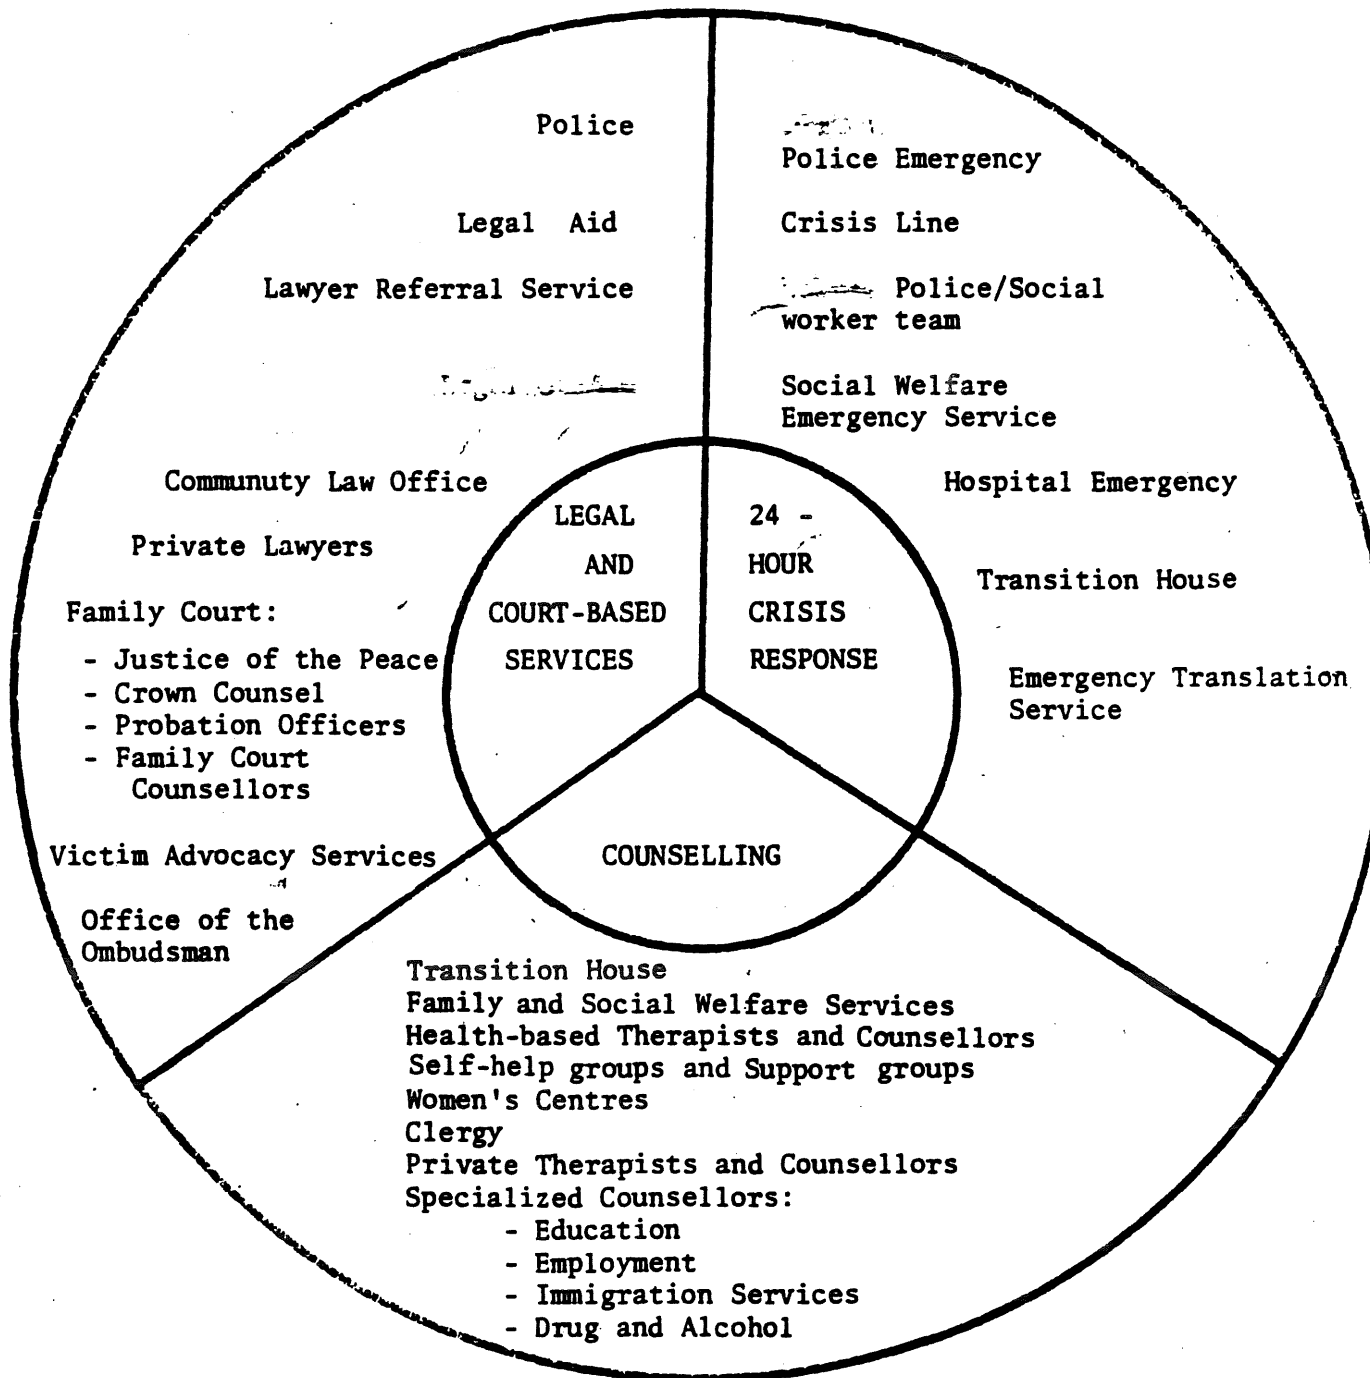 Police
Legal Aid
Lawyer Referral Service
Communuty Law Office
Private Lawyers
Family Court:
- Justice of the Peace
- Crown Counsel
- Probation Officers
- Family Court
Counsellors
Victim Advocacy Services
Office of the
Ombudsman
LEGAL
AND
COURT-BASED
SERVICES
Police Emergency
Crisis Line
Police/Social
worker team
Social Welfare
Emergency Service
Hospital Emergency
Transition House
Emergency Translation
Service
24 -
HOUR
CRISIS
RESPONSE
COUNSELLING
Transition House
Family and Social Welfare Services
Health-based Therapists and Counsellors
Self-help groups and Support groups
Women's Centres
Clergy
Private Therapists and Counsellors
Specialized Counsellors:
- Education
- Employment
- Immigration Services
- Drug and Alcohol